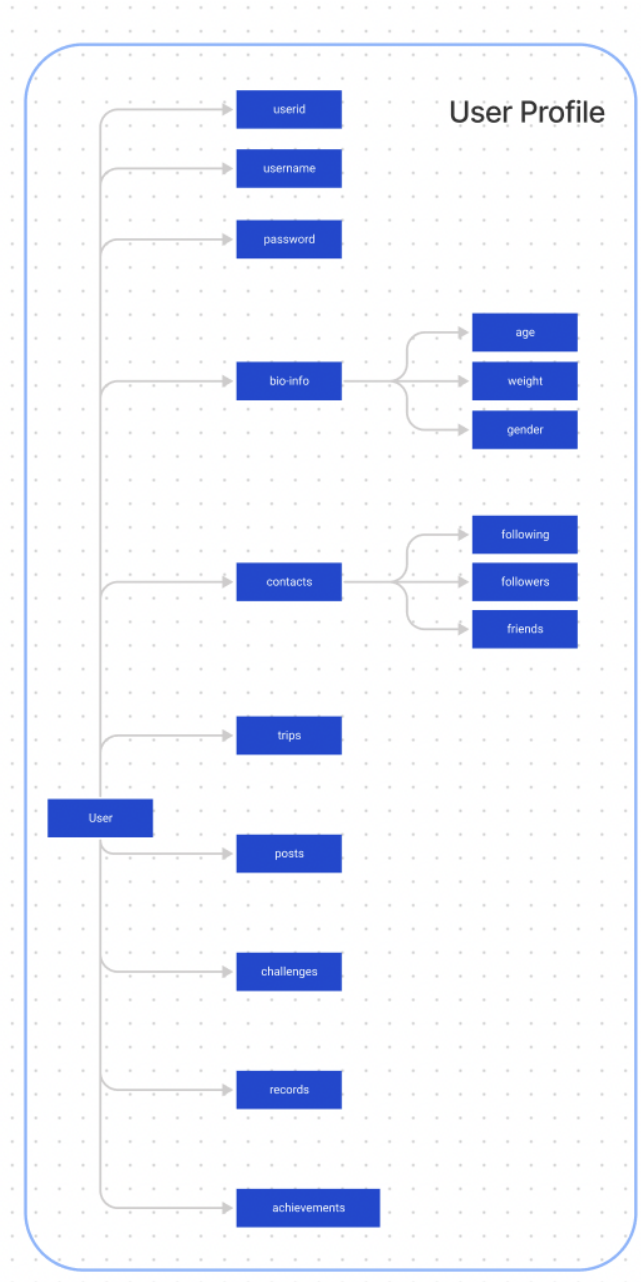 User Profile
userid
username
password
bio-info
age
weight
gender
contacts
following
followers
friends
trips
User
posts
challenges
records
achievements